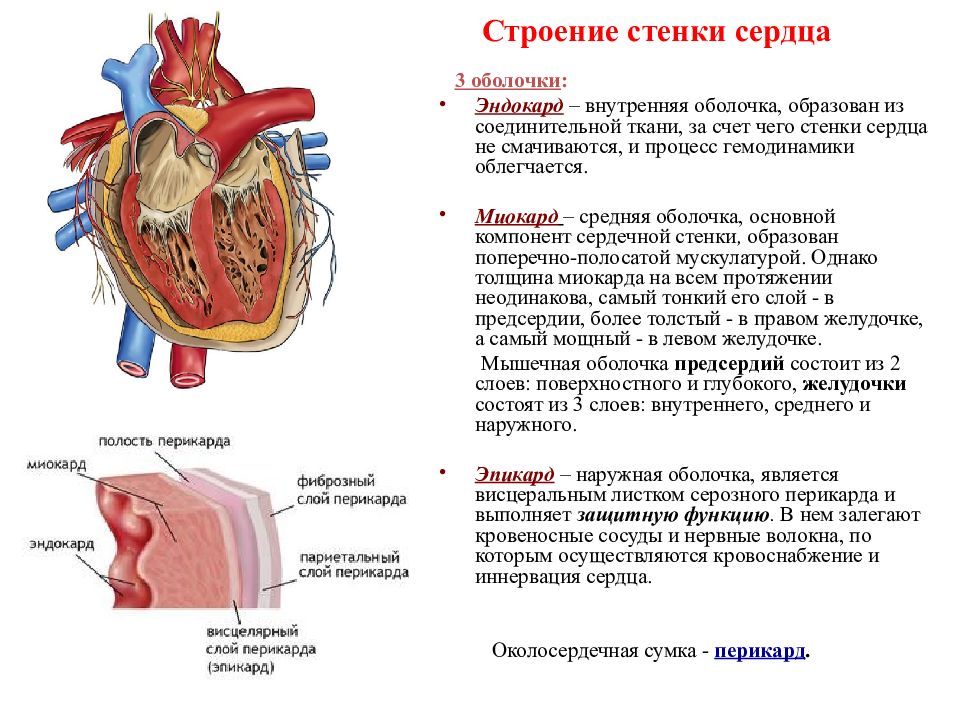 Строение стенки сердца
3 оболочки:
• Эндокард – внутренняя оболочка, образован из
соединительной ткани, за счет чего стенки сердца
не смачиваются, и процесс гемодинамики
облегчается.
• Миокард – средняя оболочка, основной
компонент сердечной стенки, образован
поперечно-полосатой мускулатурой. Однако
толщина миокарда на всем протяжении
неодинакова, самый тонкий его слой - в
предсердии, более толстый - в правом желудочке,
а самый мощный - в левом желудочке.
Мышечная оболочка предсердий состоит из 2
слоев: поверхностного и глубокого, желудочки
состоят из 3 слоев: внутреннего, среднего и
наружного.
• Эпикард – наружная оболочка, является
висцеральным листком серозного перикарда и
выполняет защитную функцию. В нем залегают
кровеносные сосуды и нервные волокна, по
которым осуществляются кровоснабжение и
иннервация сердца.
Околосердечная сумка - перикард.
полость перикарда
миокард
фиброзный
слой перикарда
эндокард
париетальный
слой перикарда
висцелярный
слой перикарда
(эпикард)